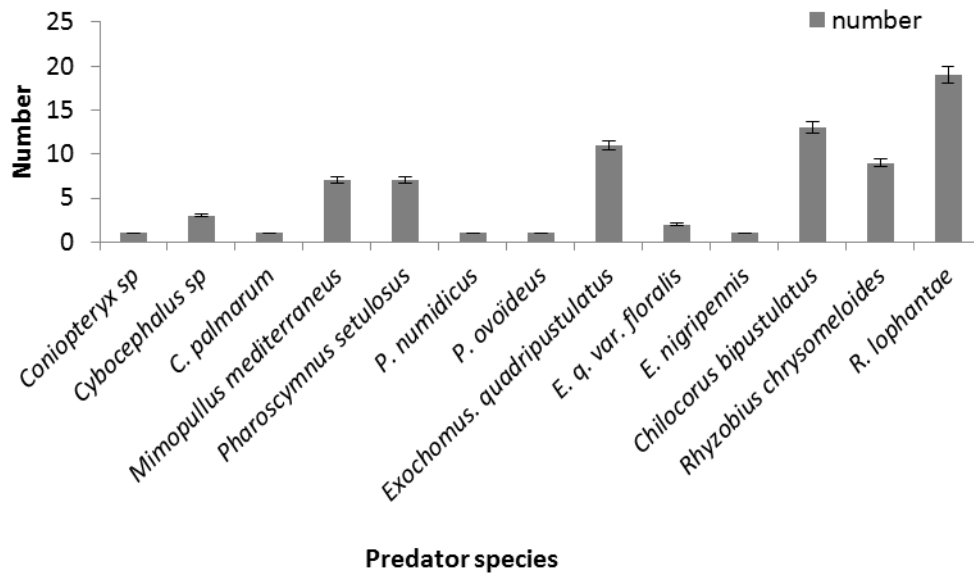 number
Number
25
20
15
10
5
0
Coniopteryx sp
Cybocephalus sp
C. palmarum
Mimopullus mediterraneus
Pharoscymnus setulosus
P. numidicus
P. ovoïdeus
Exochomus. quadripustulatus
E. q. var. floralis
E. nigripennis
Chilocorus bipustulatus
Rhyzobius chrysomeloides
R. lophantae
Predator species